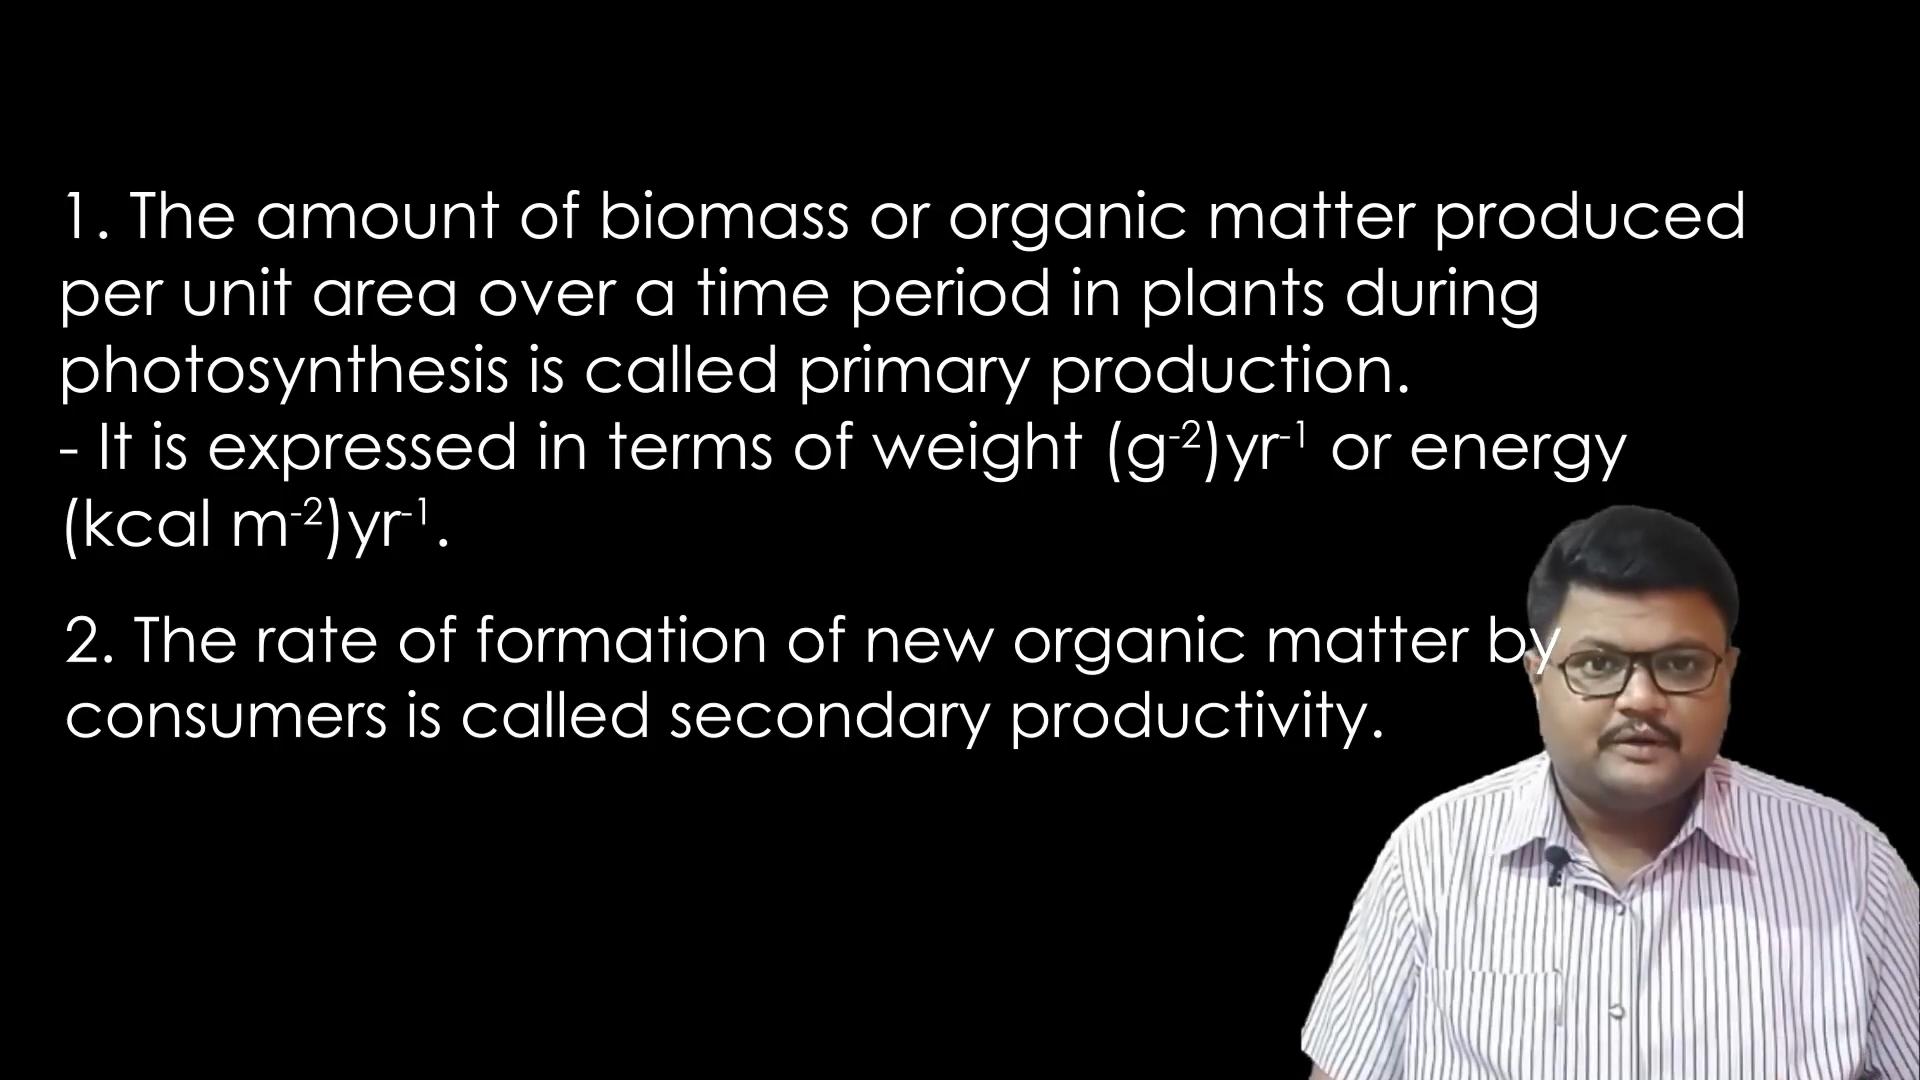 1. The amount of biomass or organic matter produced
per unit area over a time period in plants during
photosynthesis is called primary production.
- It is expressed in terms of weight (g⁻²)yr⁻¹ or energy
(kcal m⁻²)yr⁻¹.
2. The rate of formation of new organic matter by
consumers is called secondary productivity.